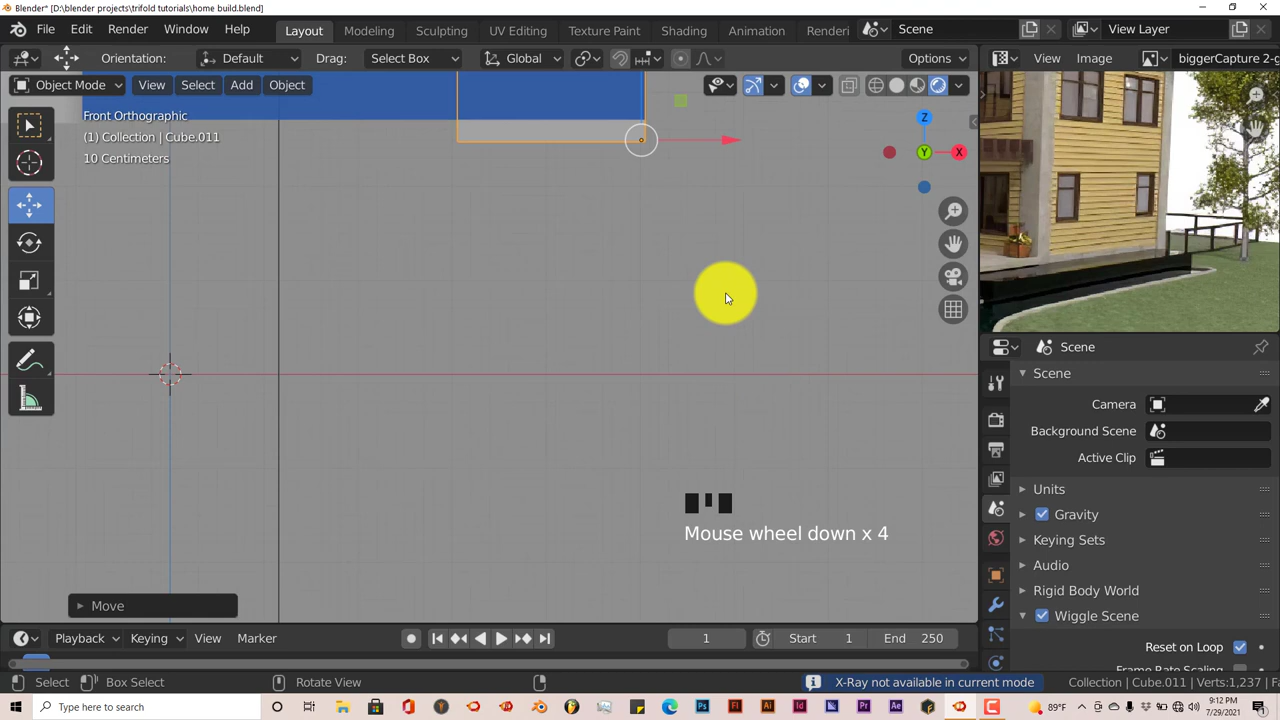 Blender* [D:\blender projects\trifold tutorials\home build.blend]
File Edit Render Window Help Layout Modeling Sculpting UV Editing Texture Paint Shading Animation Renderi Scene View Layer
Orientation: Default Drag: Select Box Global Options View Image biggerCapture 2-g
Object Mode View Select Add Object
Front Orthographic
(1) Collection | Cube.011
10 Centimeters
Z
X
Y
Scene
Scene
Camera
Background Scene
Active Clip
Units
Gravity
Keying Sets
Audio
Rigid Body World
Wiggle Scene
Reset on Loop
Frame Rate Scaling
Mouse wheel down x 4
Move
Playback Keying View Marker 1 Start 1 End 250
Select Box Select Rotate View X-Ray not available in current mode Collection | Cube.011 | Verts:1,237 | Fa
Type here to search 89°F 9:12 PM
7/29/2021